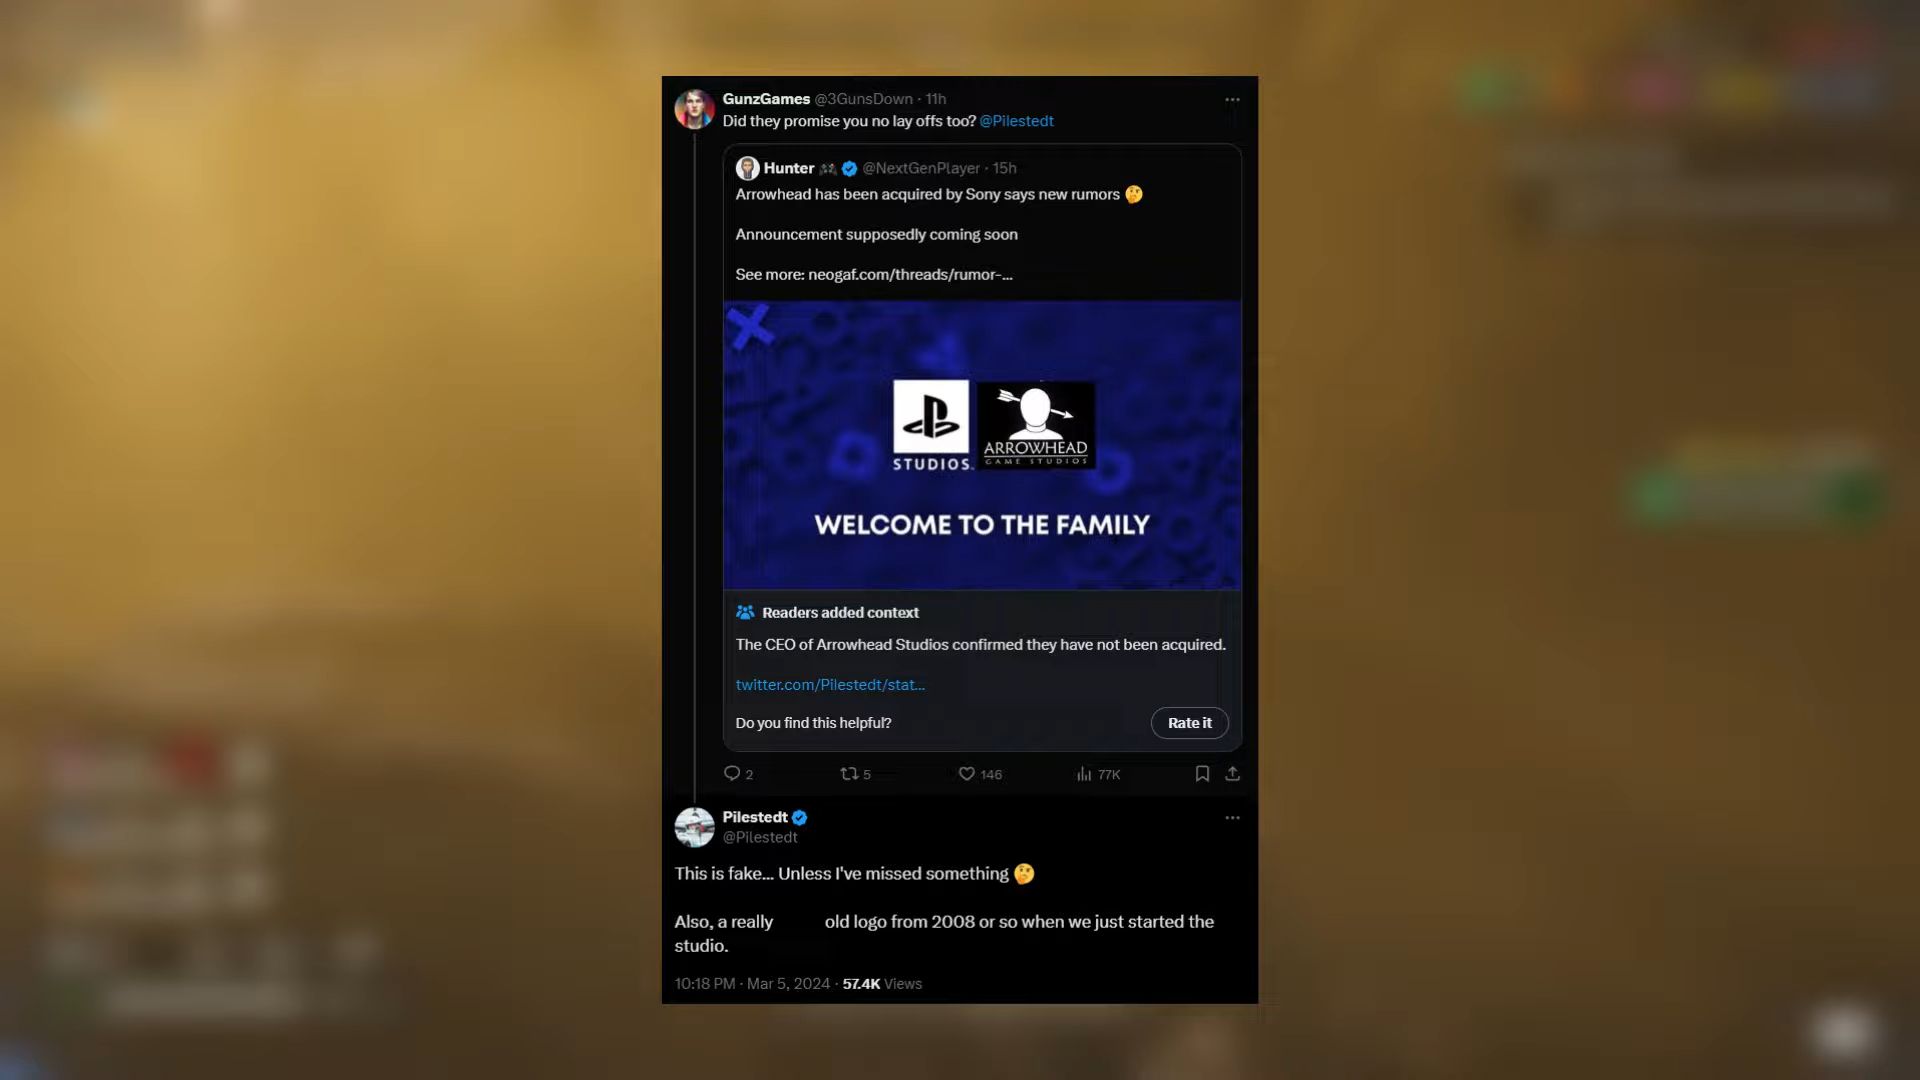 GunzGames @3GunsDown · 11h
Did they promise you no lay offs too? @Pilestedt
Hunter 🎮 @NextGenPlayer · 15h
Arrowhead has been acquired by Sony says new rumors 🤔
Announcement supposedly coming soon
See more: neogaf.com/threads/rumor-...
STUDIOS
ARROWHEAD
GAME STUDIOS
WELCOME TO THE FAMILY
Readers added context
The CEO of Arrowhead Studios confirmed they have not been acquired.
twitter.com/Pilestedt/stat...
Do you find this helpful?
Rate it
2 5 146 77K
Pilestedt
@Pilestedt
This is fake... Unless I've missed something 🤔
Also, a really old logo from 2008 or so when we just started the
studio.
10:18 PM · Mar 5, 2024 · 57.4K Views